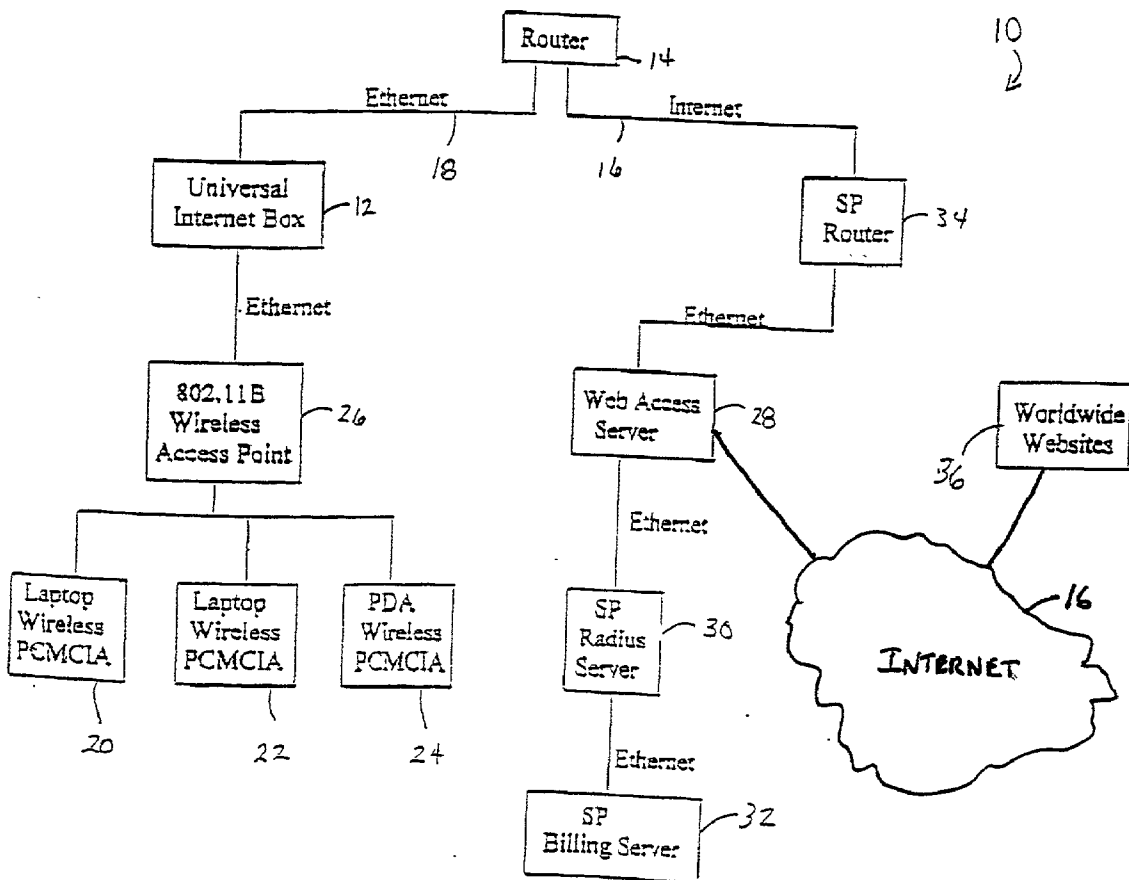 Router
14
10
Ethernet
Internet
18
16
Universal
Internet Box
12
SP
Router
34
Ethernet
Ethernet
802.11B
Wireless
Access Point
26
Web Access
Server
28
Worldwide
Websites
36
Ethernet
Laptop
Wireless
PCMCIA
Laptop
Wireless
PCMCIA
PDA
Wireless
PCMCIA
SP
Radius
Server
30
16
INTERNET
20
22
24
Ethernet
SP
Billing Server
32